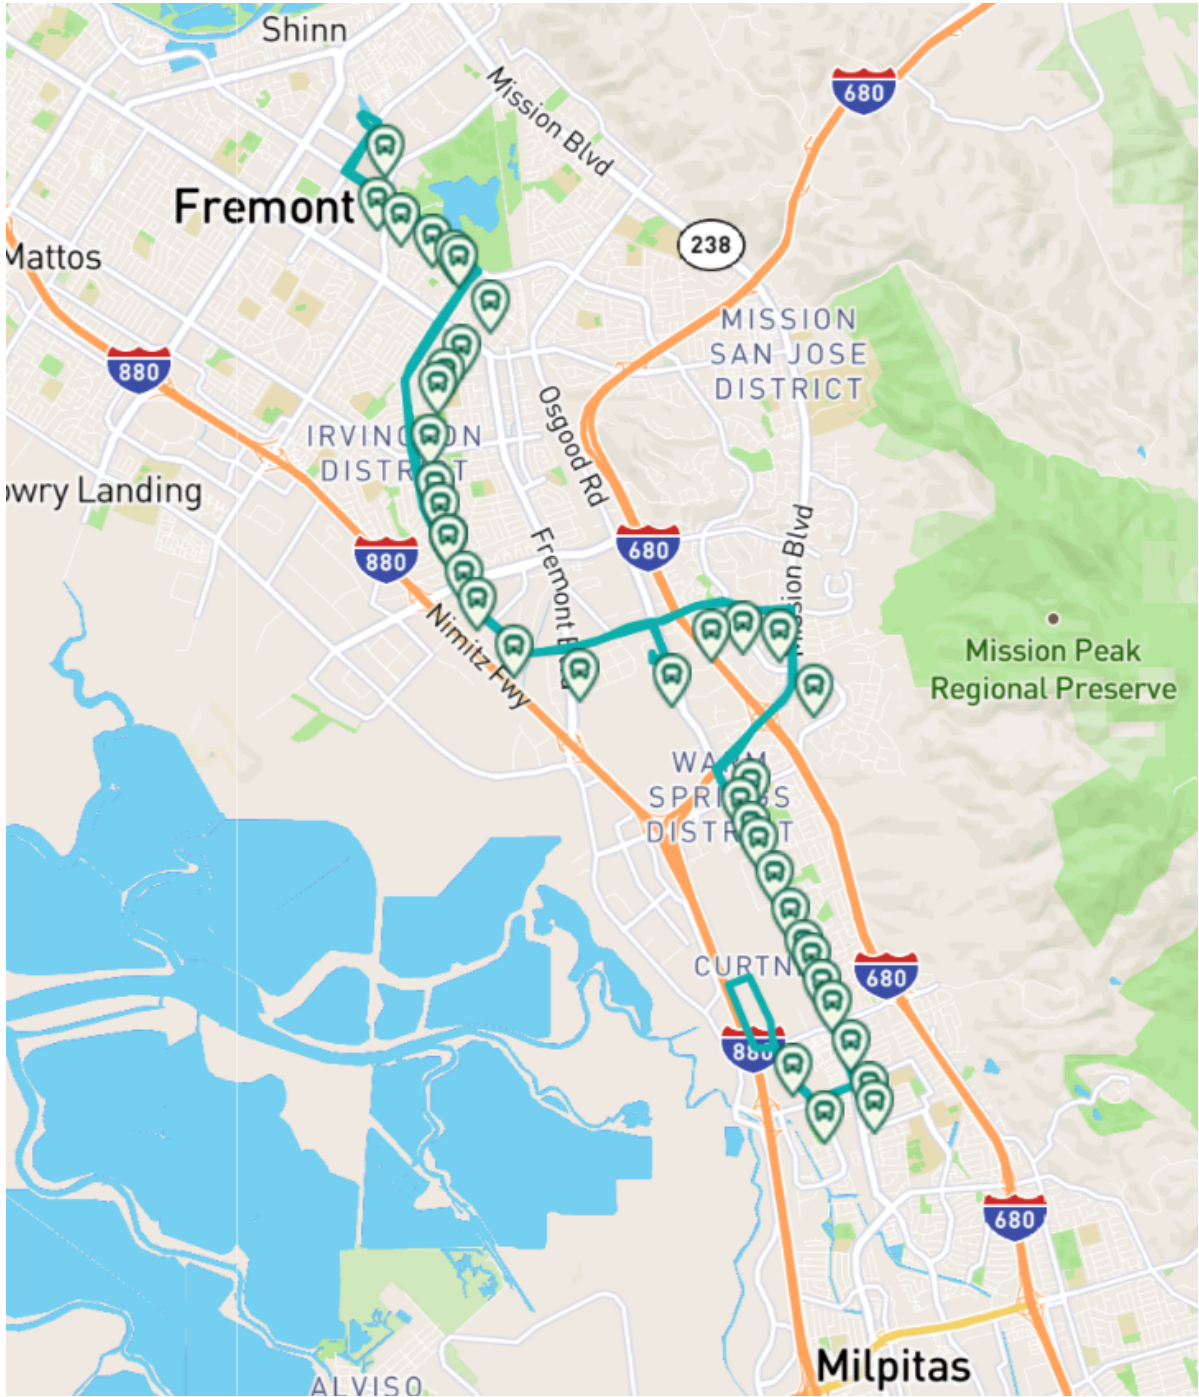 Shinn
Mission Blvd
680
Fremont
238
Mattos
MISSION
SAN JOSE
DISTRICT
880
Osgood Rd
IRVINGTON
DISTRICT
owry Landing
680
880
Mission Blvd
Fremont B
Nimitz Fwy
Mission Peak
Regional Preserve
WARM
SPRINGS
DISTRICT
CURTN
680
880
680
Milpitas
ALVISO